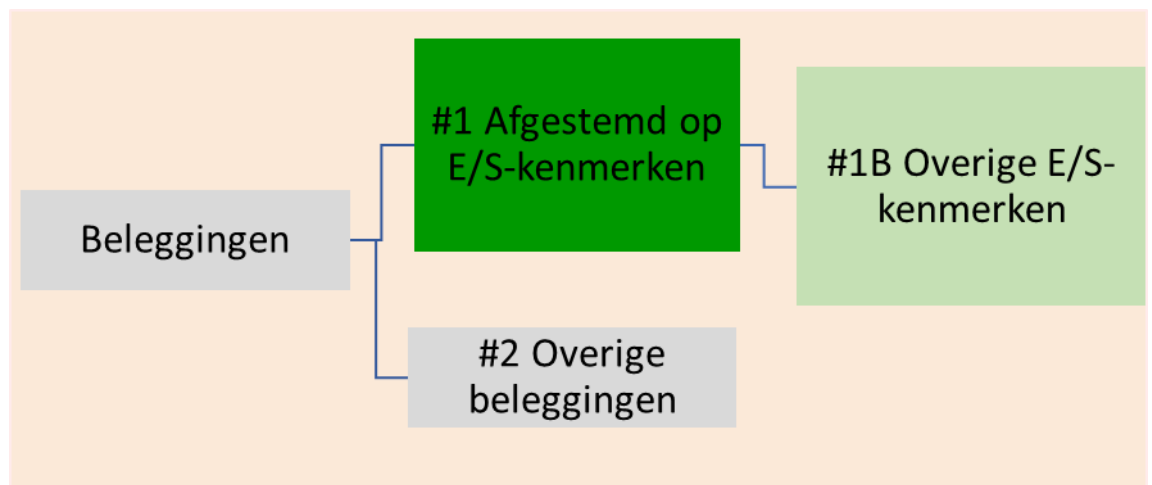 Beleggingen
#1 Afgestemd op
E/S-kenmerken
#1B Overige E/S-
kenmerken
#2 Overige
beleggingen